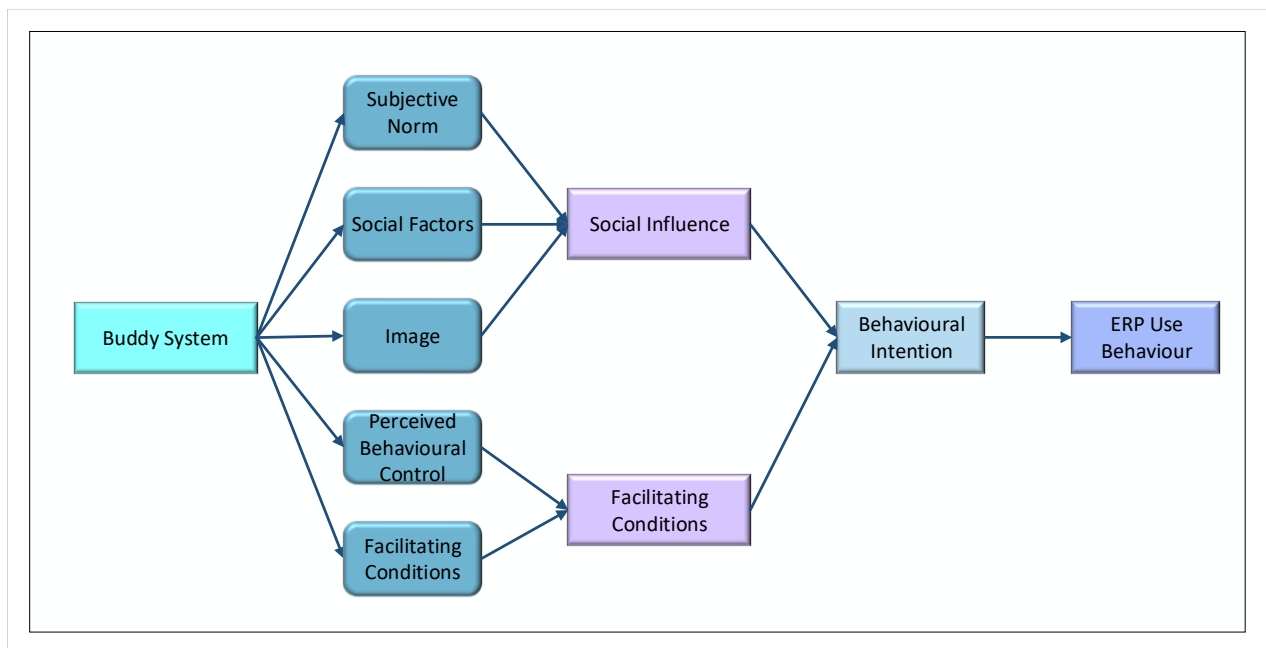 Subjective
Norm
Social Factors
Social Influence
Buddy System
Image
Behavioural
Intention
ERP Use
Behaviour
Perceived
Behavioural
Control
Facilitating
Conditions
Facilitating
Conditions